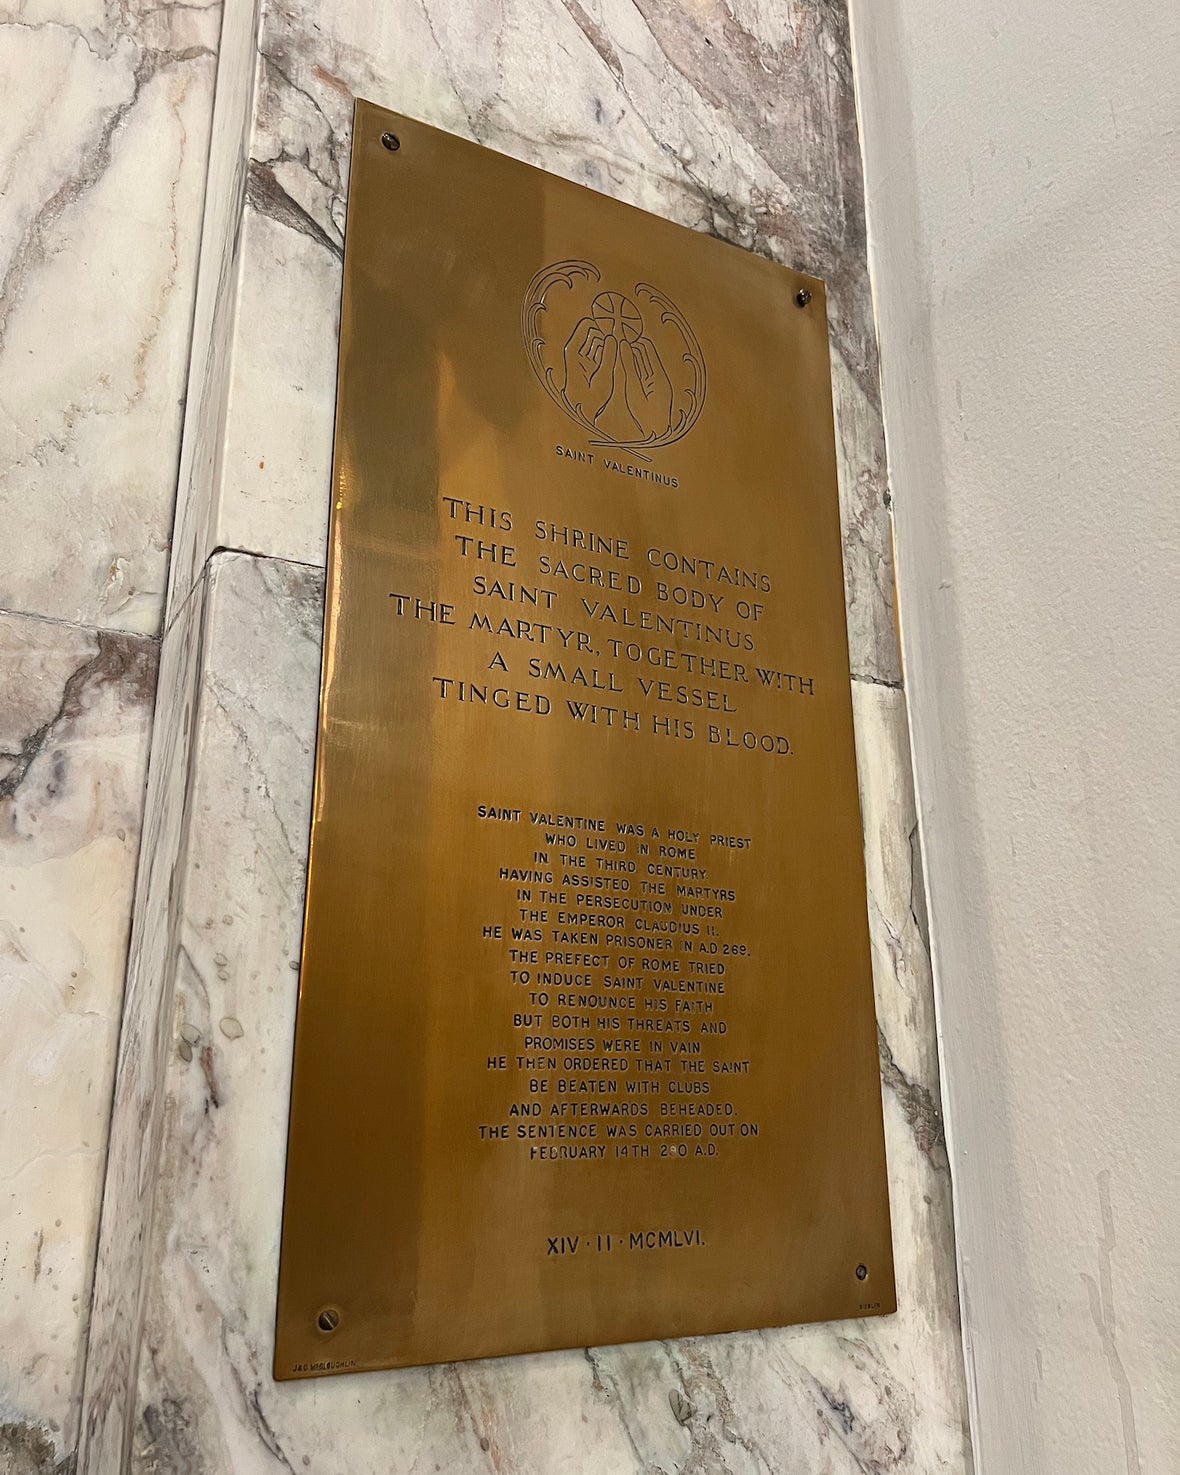 SAINT VALENTINUS
THIS SHRINE CONTAINS
THE SACRED BODY OF
SAINT VALENTINUS
THE MARTYR, TOGETHER WITH
A SMALL VESSEL
TINGED WITH HIS BLOOD.
SAINT VALENTINE WAS A HOLY PRIEST
WHO LIVED IN ROME
IN THE THIRD CENTURY.
HAVING ASSISTED THE MARTYRS
IN THE PERSECUTION UNDER
THE EMPEROR CLAUDIUS II.
HE WAS TAKEN PRISONER IN A.D 269.
THE PREFECT OF ROME TRIED
TO INDUCE SAINT VALENTINE
TO RENOUNCE HIS FAITH
BUT BOTH HIS THREATS AND
PROMISES WERE IN VAIN
HE THEN ORDERED THAT THE SAINT
BE BEATEN WITH CLUBS
AND AFTERWARDS BEHEADED.
THE SENTENCE WAS CARRIED OUT ON
FEBRUARY 14TH A.D.
XIV · II · MCMLVI.
J&C MCLOUGHLIN
DUBLIN